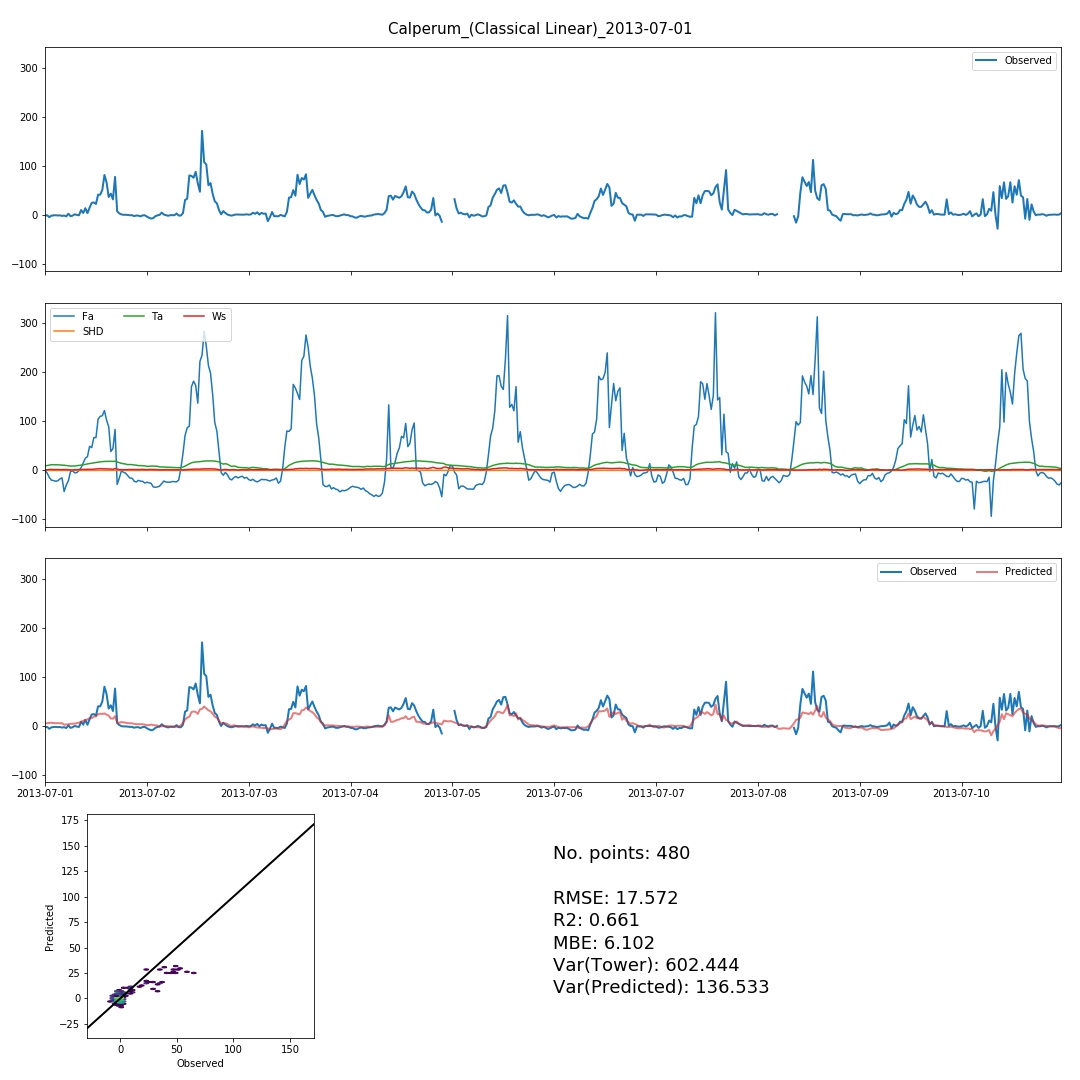 Calperum_(Classical Linear)_2013-07-01
Observed
300
200
100
0
−100
Fa
Ta
Ws
SHD
300
200
100
0
−100
Observed
Predicted
300
200
100
0
−100
2013-07-01
2013-07-02
2013-07-03
2013-07-04
2013-07-05
2013-07-06
2013-07-07
2013-07-08
2013-07-09
2013-07-10
175
150
125
100
75
50
25
0
−25
Predicted
0
50
100
150
Observed
No. points: 480
RMSE: 17.572
R2: 0.661
MBE: 6.102
Var(Tower): 602.444
Var(Predicted): 136.533